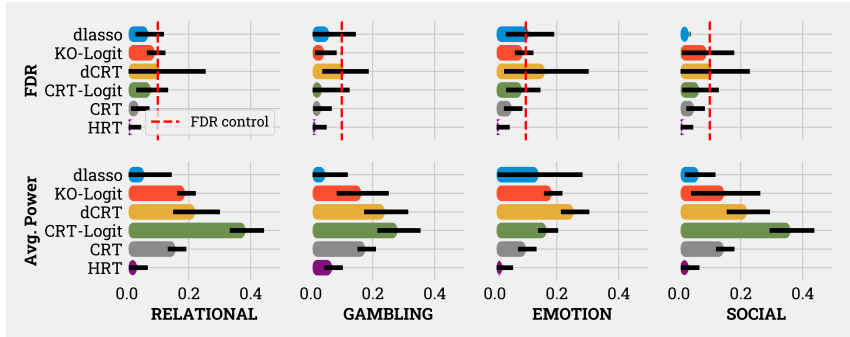 FDR
dlasso
KO-Logit
dCRT
CRT-Logit
CRT
HRT
FDR control
Avg. Power
dlasso
KO-Logit
dCRT
CRT-Logit
CRT
HRT
0.0 0.2 0.4 0.0 0.2 0.4 0.0 0.2 0.4 0.0 0.2 0.4
RELATIONAL GAMBLING EMOTION SOCIAL